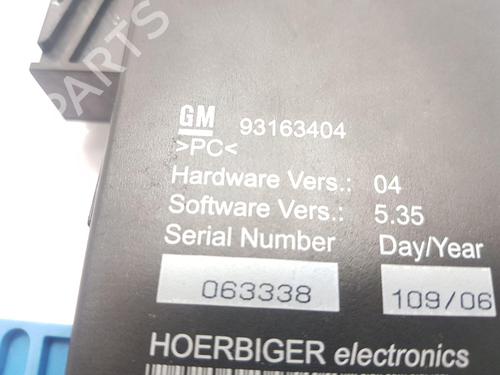 PARTS
GM 93163404
>PC<
Hardware Vers.: 04
Software Vers.: 5.35
Serial Number Day/Year
063338 109/06
HOERBIGER electronics